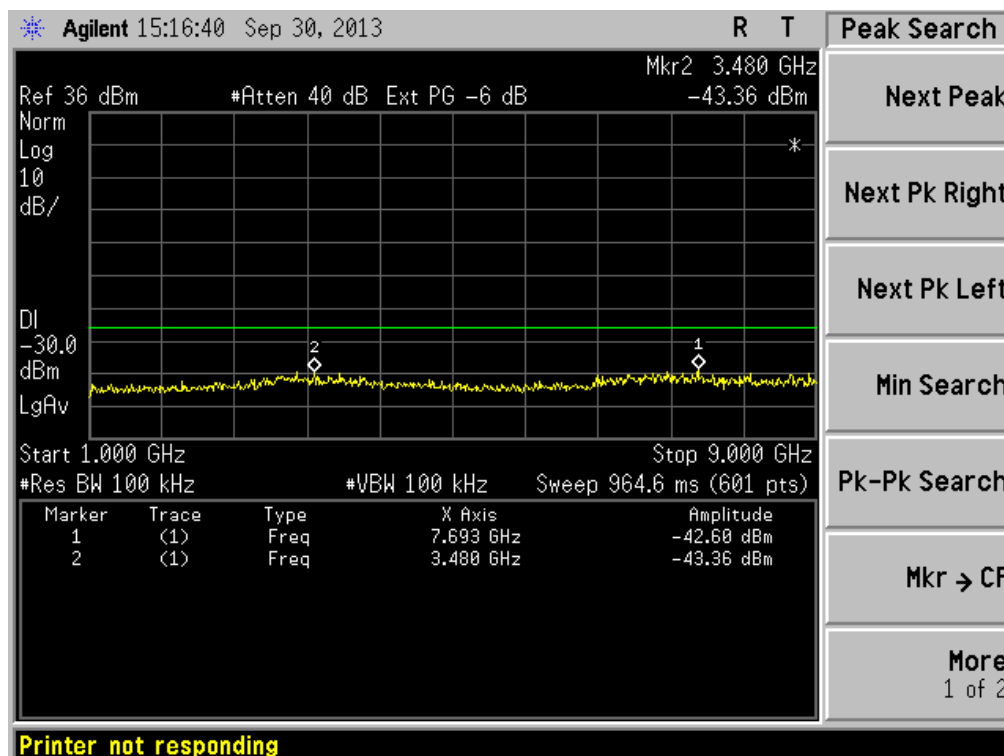 Agilent 15:16:40 Sep 30, 2013 R T
Peak Search
Mkr2 3.480 GHz
Ref 36 dBm #Atten 40 dB Ext PG -6 dB -43.36 dBm
Norm
Log
10
dB/
*
DI
-30.0
dBm
LgAv
2
1
Start 1.000 GHz Stop 9.000 GHz
#Res BW 100 kHz #VBW 100 kHz Sweep 964.6 ms (601 pts)
Marker Trace Type X Axis Amplitude
1 (1) Freq 7.693 GHz -42.60 dBm
2 (1) Freq 3.480 GHz -43.36 dBm
Next Peak
Next Pk Right
Next Pk Left
Min Search
Pk-Pk Search
Mkr → CF
More
1 of 2
Printer not responding